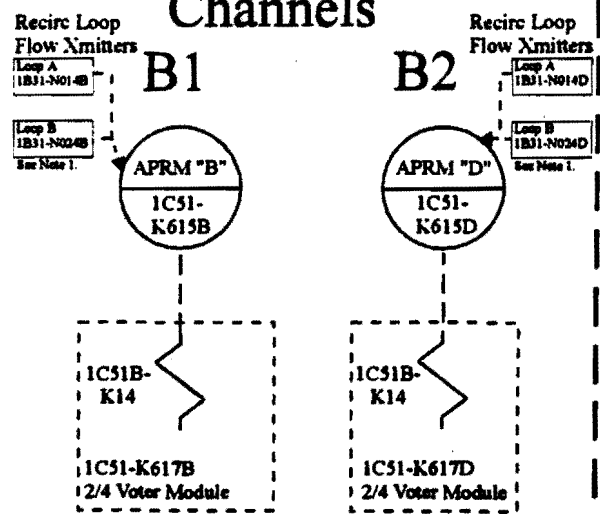 Channels
Recirc Loop
Flow Xmitters
Loop A
1B31-N014B
Loop B
1B31-N024B
See Note 1.
B1
APRM "B"
1C51-
K615B
1C51B-
K14
1C51-K617B
2/4 Voter Module
B2
Recirc Loop
Flow Xmitters
Loop A
1B31-N014D
Loop B
1B31-N024D
See Note 1.
APRM "D"
1C51-
K615D
1C51B-
K14
1C51-K617D
2/4 Voter Module